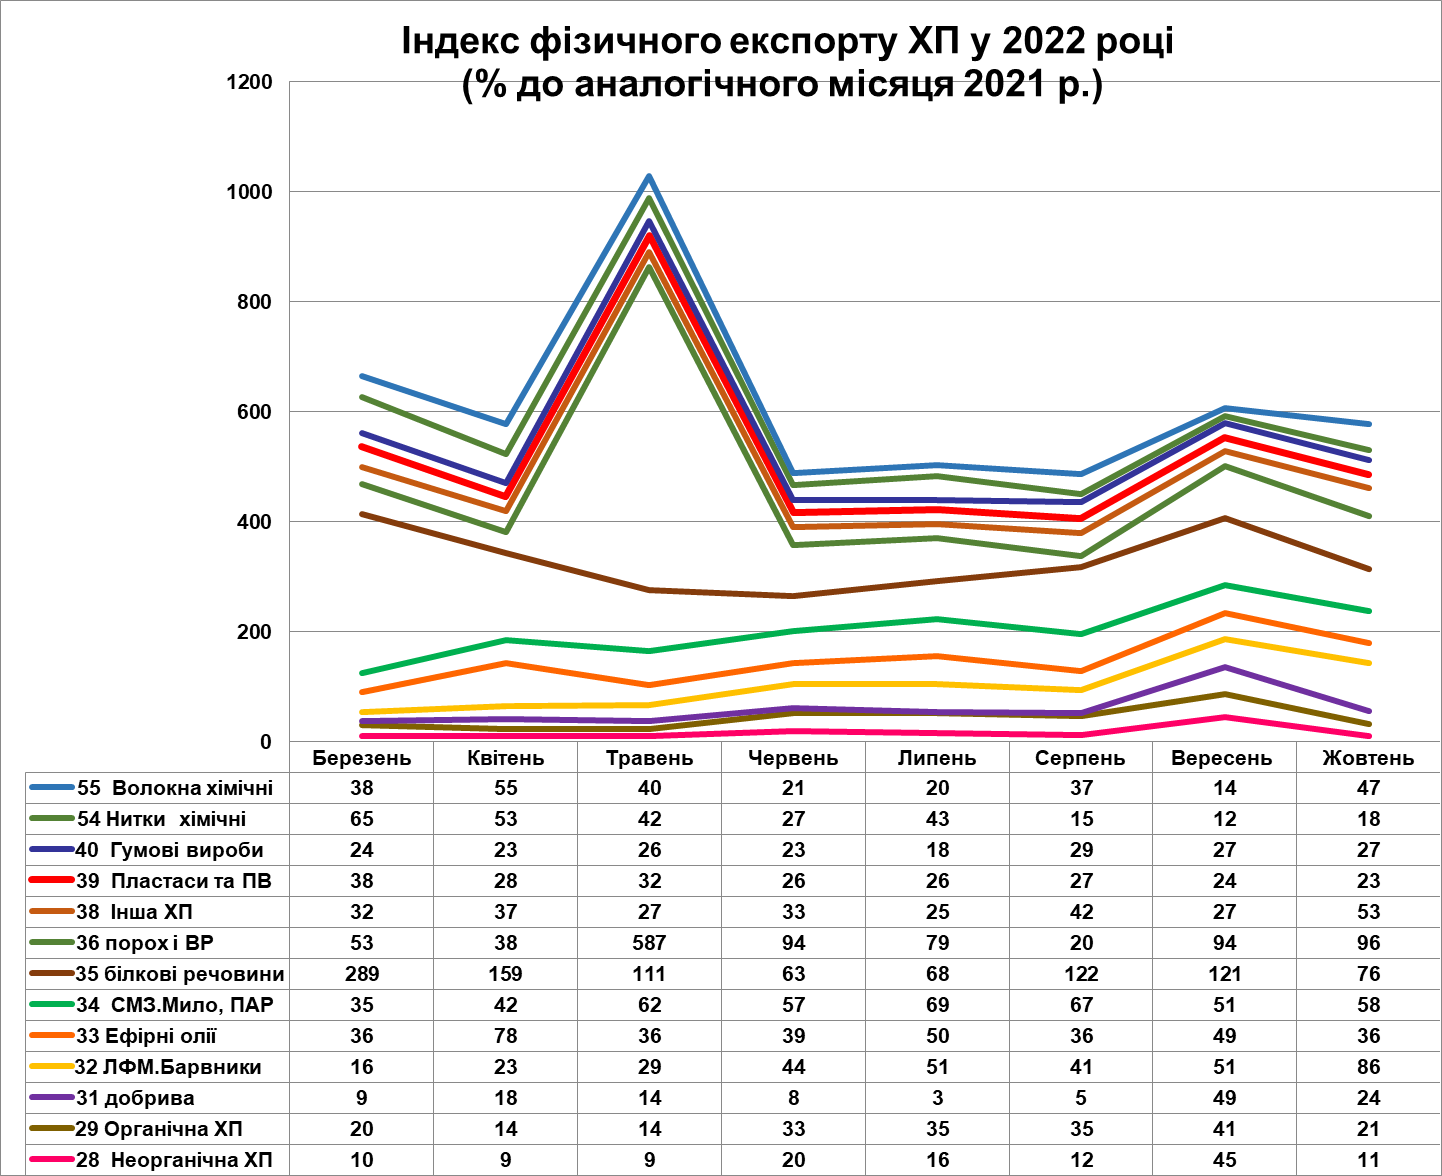 Індекс фізичного експорту ХП у 2022 році
(% до аналогічного місяця 2021 р.)
1200
1000
800
600
400
200
0
Березень Квітень Травень Червень Липень Серпень Вересень Жовтень
55 Волокна хімічні 38 55 40 21 20 37 14 47
54 Нитки хімічні 65 53 42 27 43 15 12 18
40 Гумові вироби 24 23 26 23 18 29 27 27
39 Пластаси та ПВ 38 28 32 26 26 27 24 23
38 Інша ХП 32 37 27 33 25 42 27 53
36 порох і ВР 53 38 587 94 79 20 94 96
35 білкові речовини 289 159 111 63 68 122 121 76
34 СМЗ.Мило, ПАР 35 42 62 57 69 67 51 58
33 Ефірні олії 36 78 36 39 50 36 49 36
32 ЛФМ.Барвники 16 23 29 44 51 41 51 86
31 добрива 9 18 14 8 3 5 49 24
29 Органічна ХП 20 14 14 33 35 35 41 21
28 Неорганічна ХП 10 9 9 20 16 12 45 11